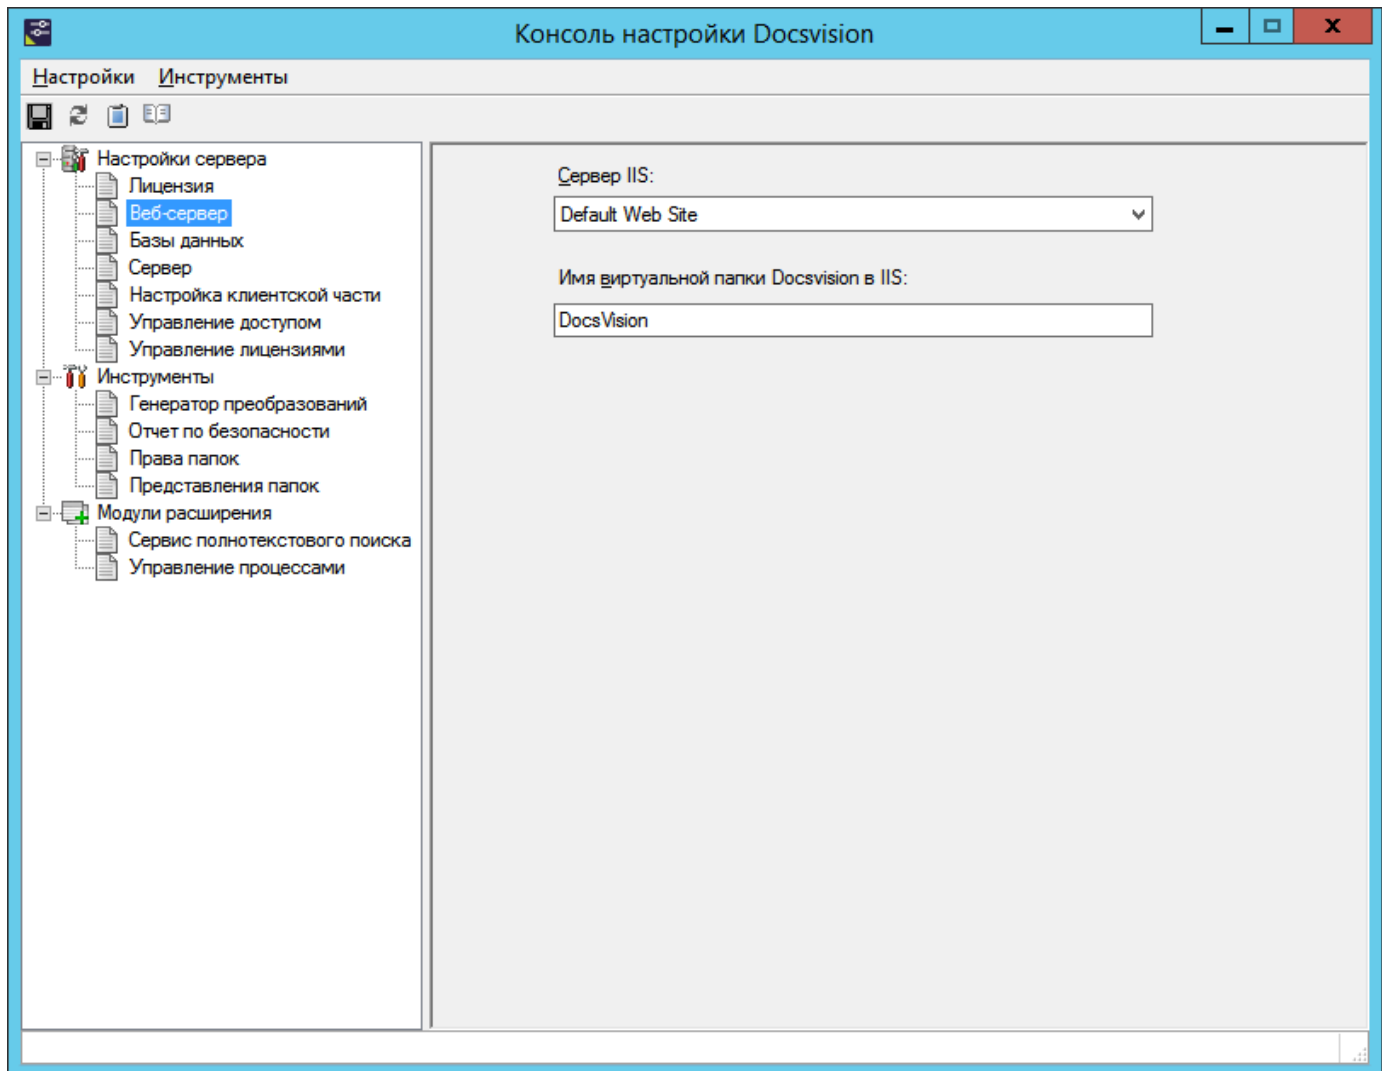 Консоль настройки Docsvision
Настройки Инструменты
Настройки сервера
Лицензия
Веб-сервер
Базы данных
Сервер
Настройка клиентской части
Управление доступом
Управление лицензиями
Инструменты
Генератор преобразований
Отчет по безопасности
Права папок
Представления папок
Модули расширения
Сервис полнотекстового поиска
Управление процессами
Сервер IIS:
Default Web Site
Имя виртуальной папки Docsvision в IIS:
DocsVision